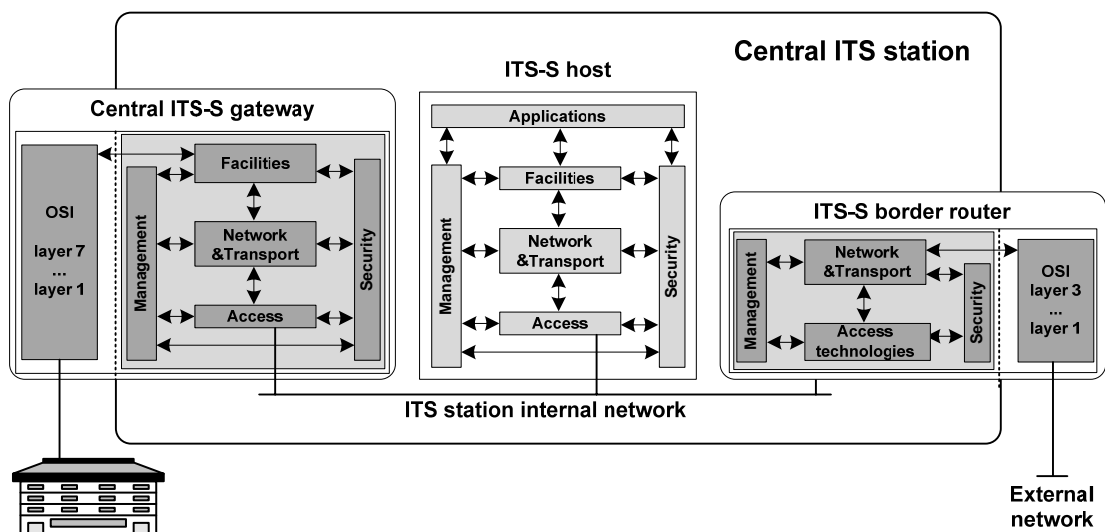 Central ITS station
Central ITS-S gateway
OSI
layer 7
...
layer 1
Management
Facilities
Network
&Transport
Access
Security
ITS-S host
Applications
Management
Facilities
Network
&Transport
Access
Security
ITS-S border router
Management
Network
&Transport
Access
technologies
Security
OSI
layer 3
...
layer 1
ITS station internal network
External
network